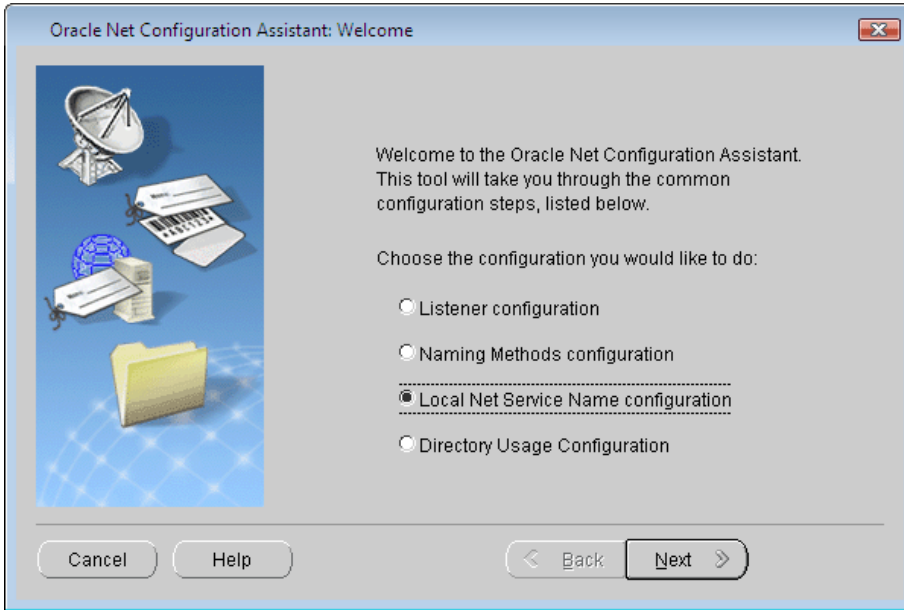 Oracle Net Configuration Assistant: Welcome
Welcome to the Oracle Net Configuration Assistant.
This tool will take you through the common
configuration steps, listed below.
Choose the configuration you would like to do:
Listener configuration
Naming Methods configuration
Local Net Service Name configuration
Directory Usage Configuration
Cancel
Help
Back
Next